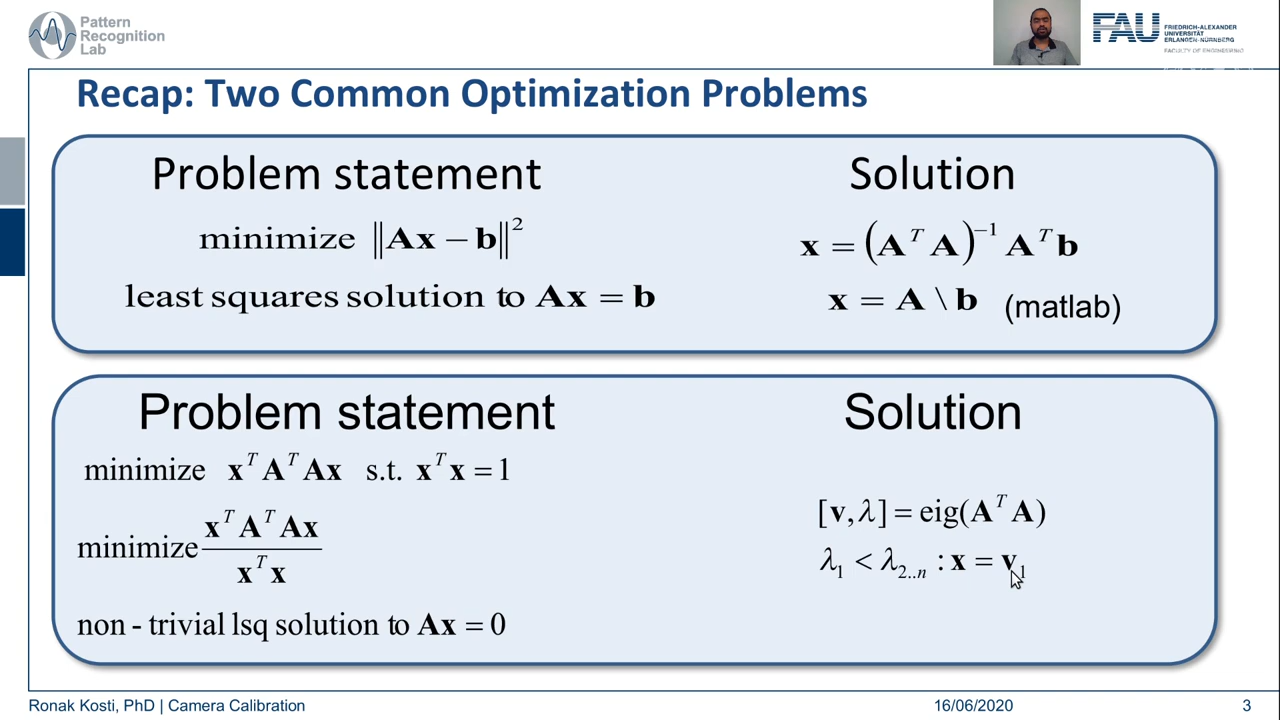 Pattern
Recognition
Lab
FAU
FRIEDRICH-ALEXANDER
UNIVERSITÄT
ERLANGEN-NÜRNBERG
FACULTY OF ENGINEERING
Recap: Two Common Optimization Problems
Problem statement
minimize ‖Ax − b‖²
least squares solution to Ax = b
Solution
x = (AᵀA)⁻¹Aᵀb
x = A \ b (matlab)
Problem statement
minimize xᵀAᵀAx s.t. xᵀx = 1
minimize xᵀAᵀAx / xᵀx
non - trivial lsq solution to Ax = 0
Solution
[v, λ] = eig(AᵀA)
λ₁ < λ₂..ₙ : x = v₁
Ronak Kosti, PhD | Camera Calibration
16/06/2020
3